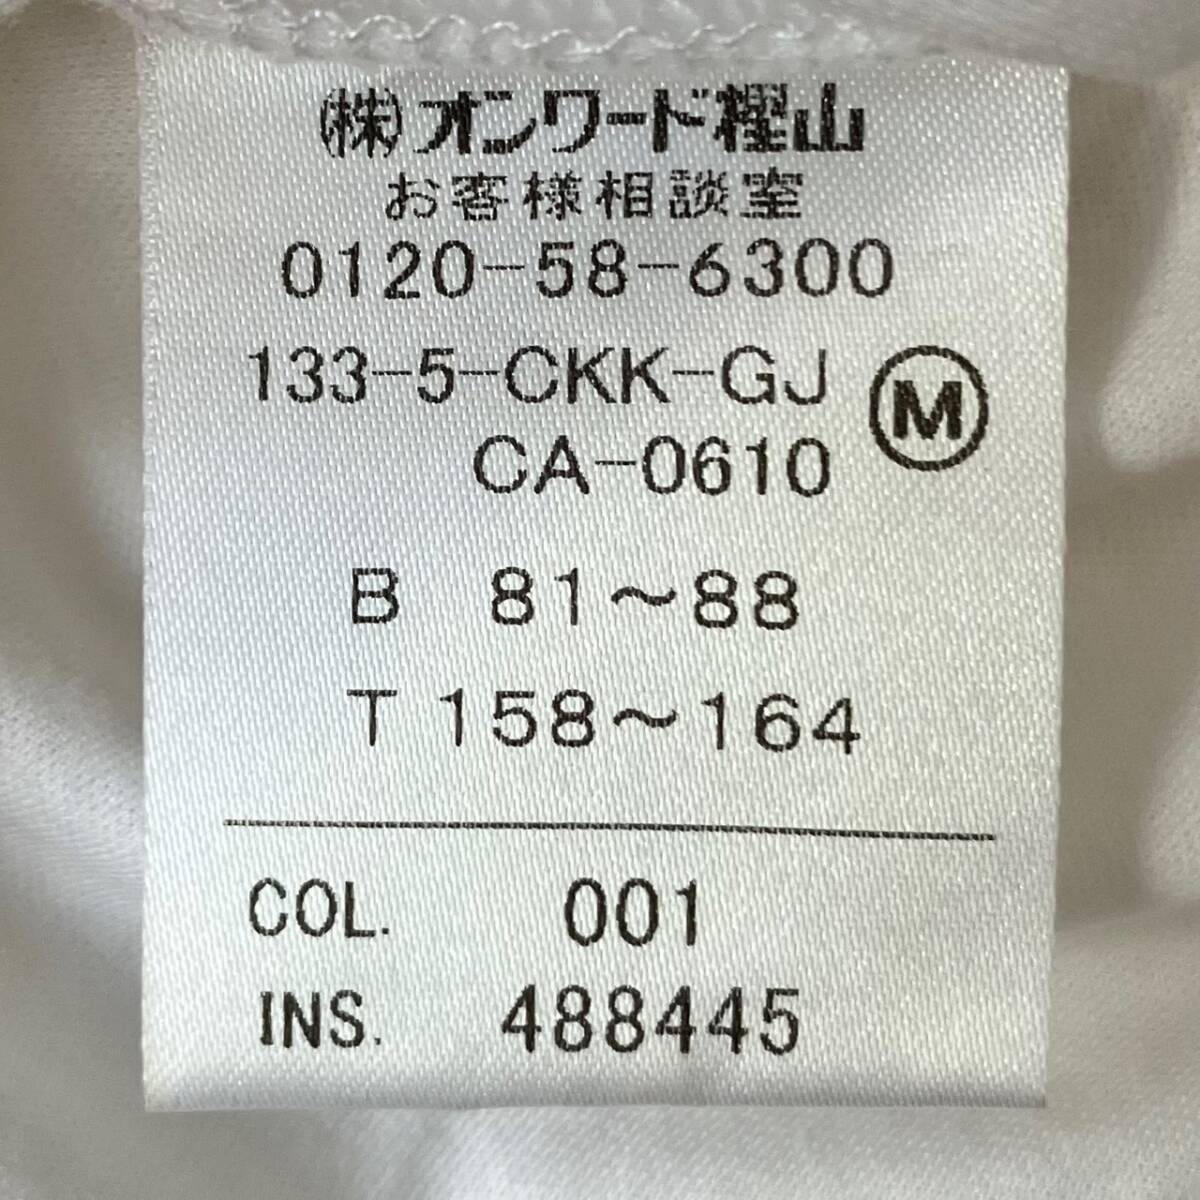 (株)オンワード樫山
お客様相談室
0120-58-6300
133-5-CKK-GJ
CA-0610
M
B 81～88
T 158～164
COL. 001
INS. 488445